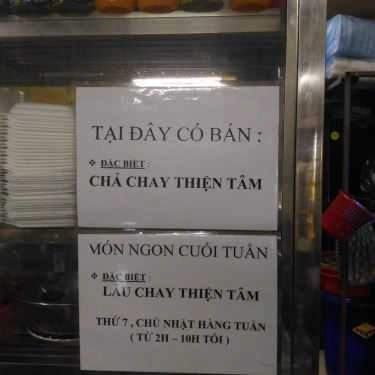 TẠI ĐÂY CÓ BÁN :
❖ ĐẶC BIỆT :
CHẢ CHAY THIỆN TÂM
MÓN NGON CUỐI TUẦN
❖ ĐẶC BIỆT :
LẨU CHAY THIỆN TÂM
THỨ 7 , CHỦ NHẬT HÀNG TUẦN
( TỪ 2H – 10H TỐI )